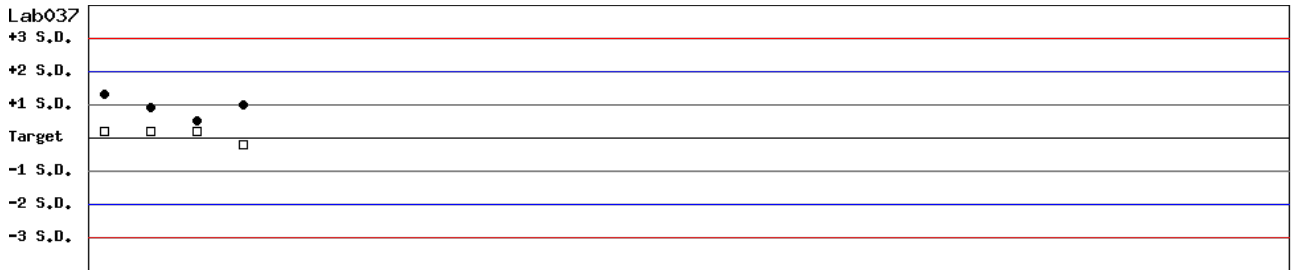 Lab037
+3 S.D.
+2 S.D.
+1 S.D.
Target
-1 S.D.
-2 S.D.
-3 S.D.